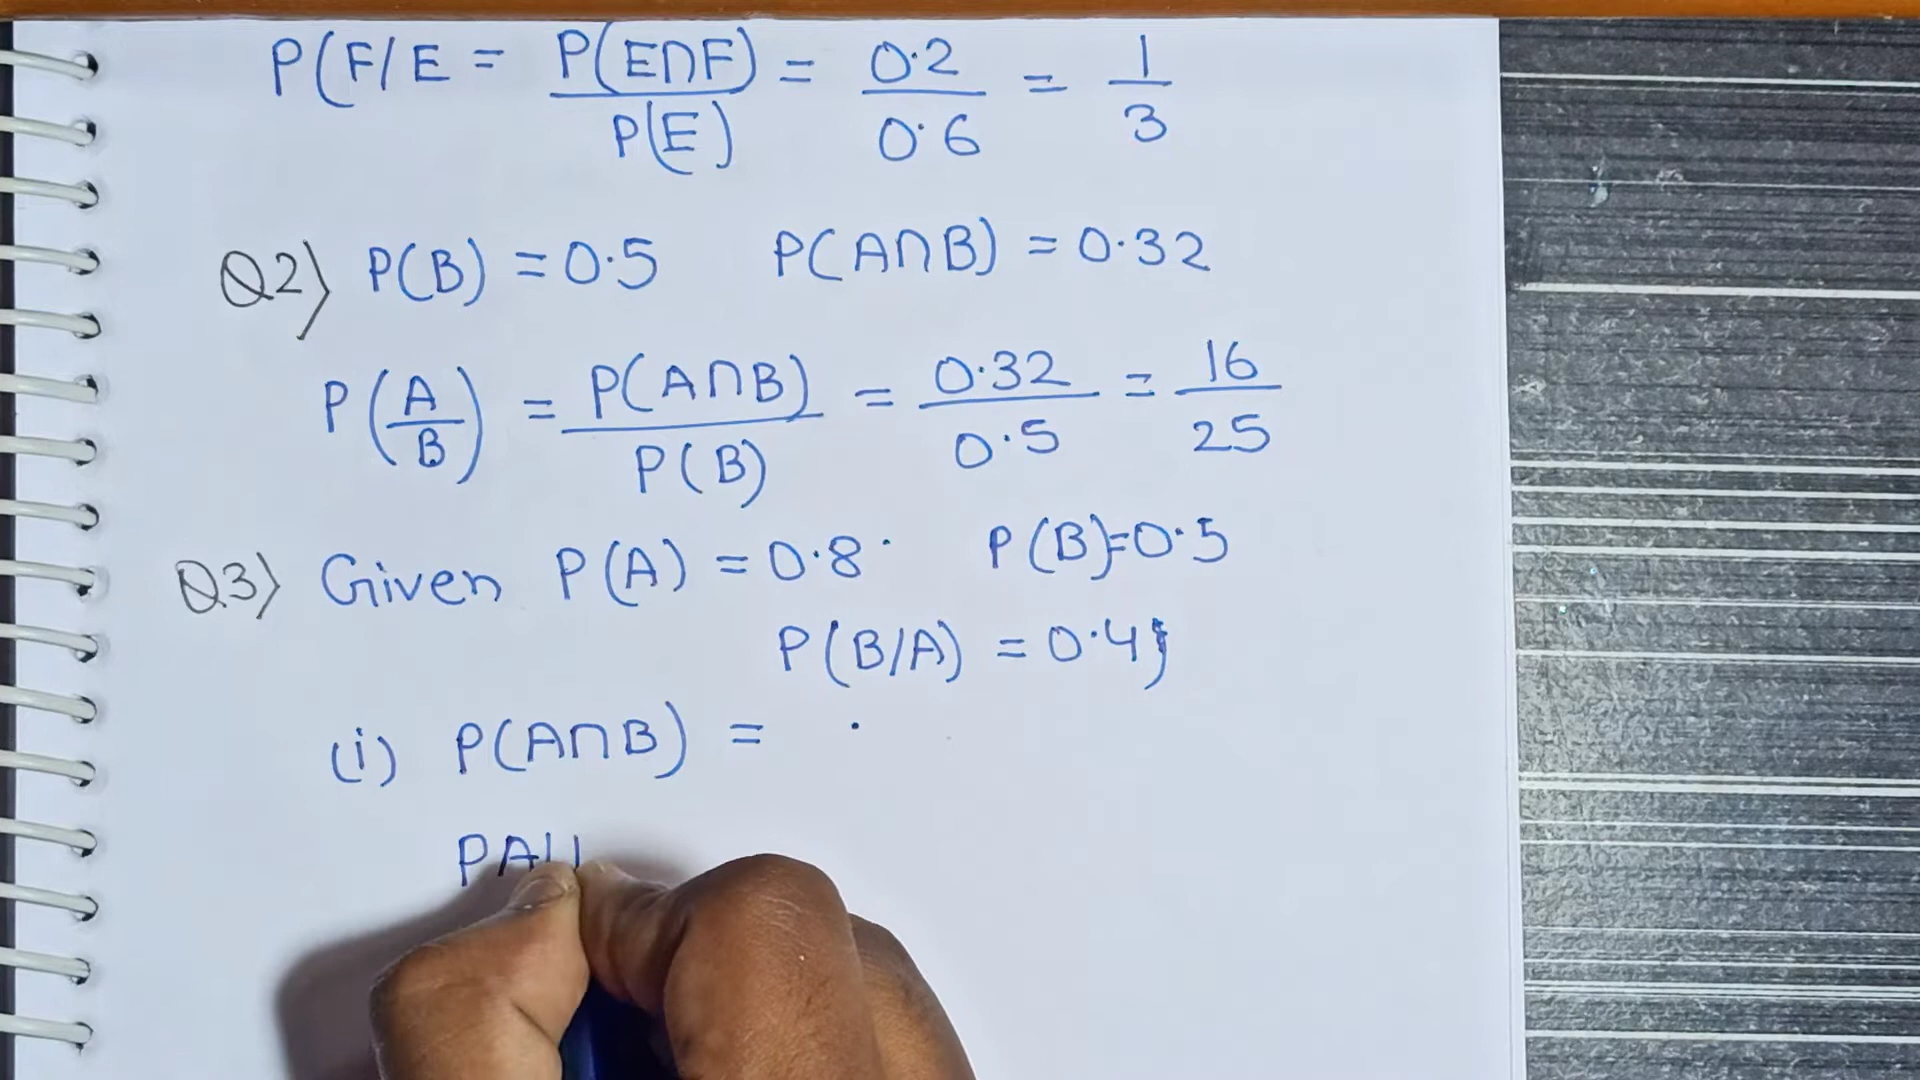 P(F/E = P(E∩F)/P(E) = 0.2/0.6 = 1/3
Q2) P(B) = 0.5 P(A∩B) = 0.32
P(A/B) = P(A∩B)/P(B) = 0.32/0.5 = 16/25
Q3) Given P(A) = 0.8 P(B)=0.5
P(B/A) = 0.4
(i) P(A∩B) =
PAU